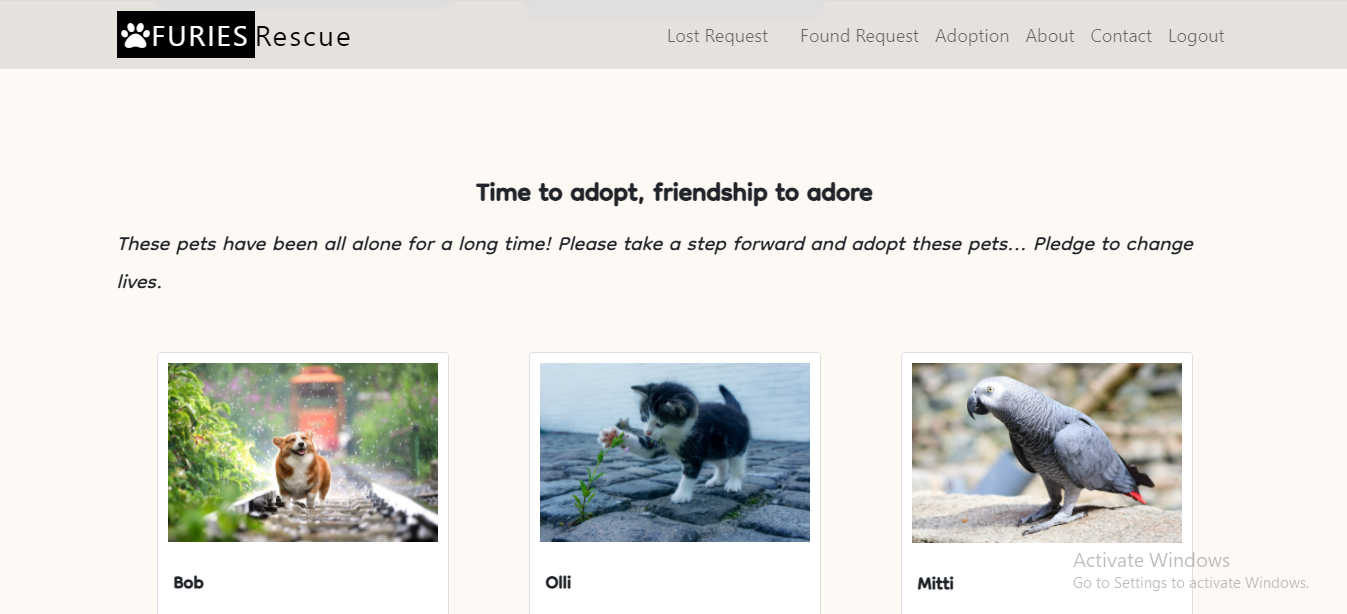 FURIESRescue
Lost Request Found Request Adoption About Contact Logout
Time to adopt, friendship to adore
These pets have been all alone for a long time! Please take a step forward and adopt these pets... Pledge to change
lives.
Bob
Olli
Mitti
Activate Windows
Go to Settings to activate Windows.